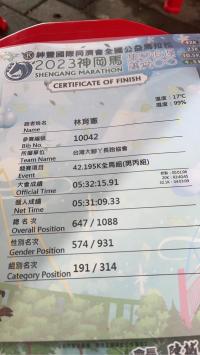 2023神岡馬
SHENGANG MARATHON
CERTIFICATE OF FINISH
溫度:17℃
濕度:99%
跑者姓名 林育憲
Name
參賽編號 10042
Bib No.
所屬單位 台灣大腳丫長跑協會
Team Name
競賽項目 42.195K全馬組(男丙組)
Event
大會成績 05:32:15.91
Official Time
個人成績 05:31:09.33
Net Time
總名次 647 / 1088
Overall Position
性別名次 574 / 931
Gender Position
組別名次 191 / 314
Category Position